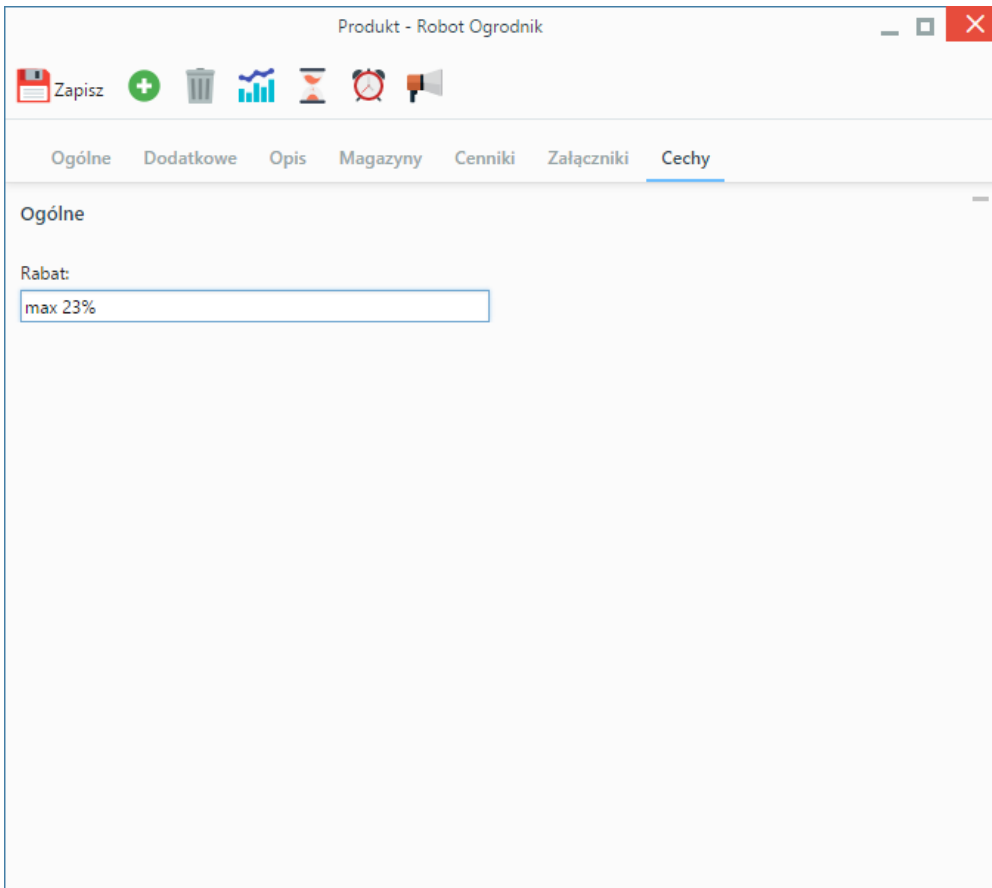 Produkt - Robot Ogrodnik
Zapisz
Ogólne Dodatkowe Opis Magazyny Cenniki Załączniki Cechy
Ogólne
Rabat:
max 23%